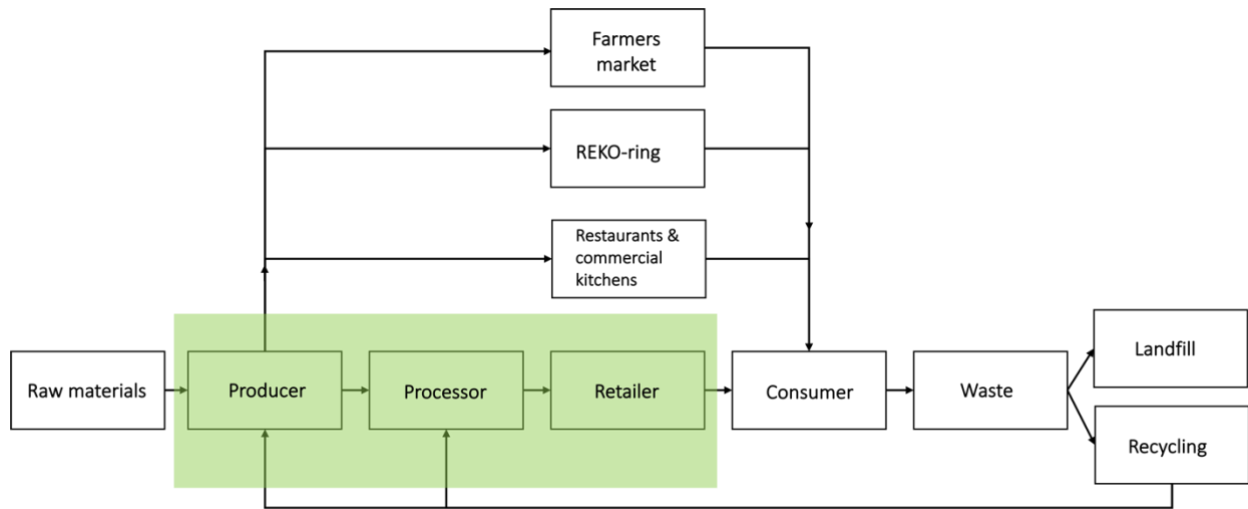 Farmers
market
REKO-ring
Restaurants &
commercial
kitchens
Raw materials
Producer
Processor
Retailer
Consumer
Waste
Landfill
Recycling